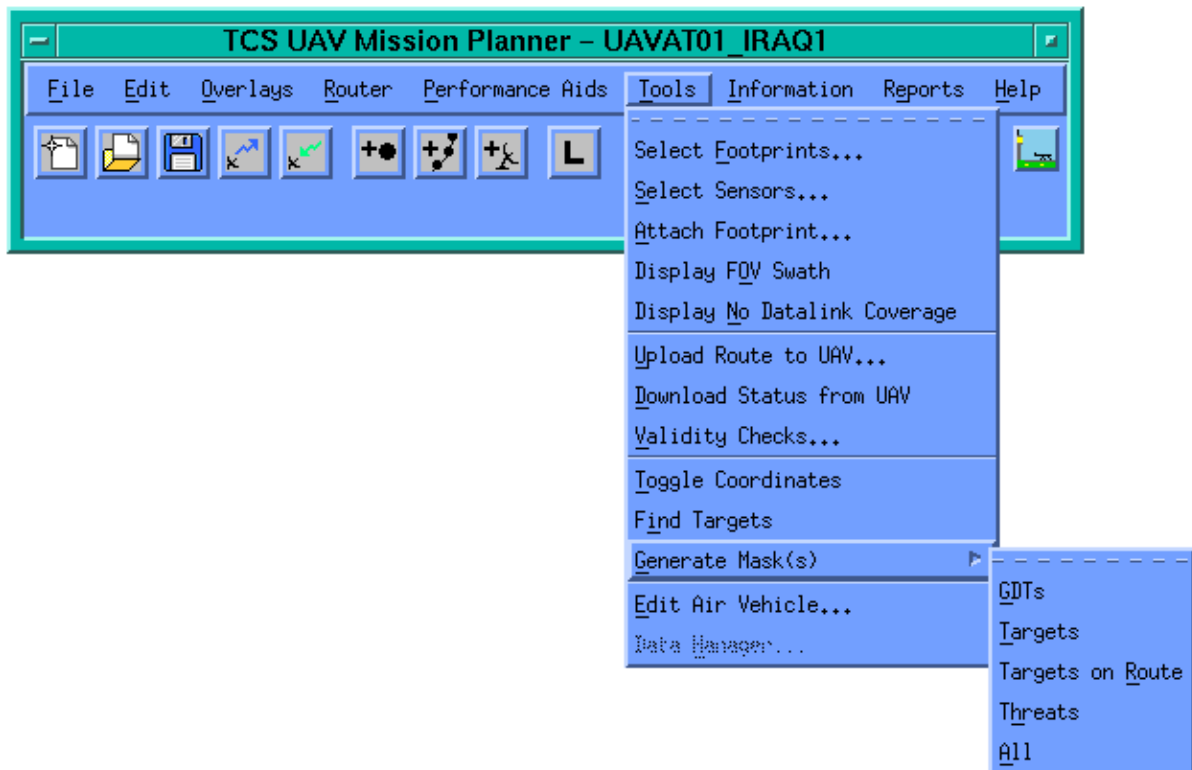 TCS UAV Mission Planner – UAVAT01_IRAQ1
File Edit Overlays Router Performance Aids Tools Information Reports Help
L
Select Footprints...
Select Sensors...
Attach Footprint...
Display FOV Swath
Display No Datalink Coverage
Upload Route to UAV...
Download Status from UAV
Validity Checks...
Toggle Coordinates
Find Targets
Generate Mask(s)
Edit Air Vehicle...
Data Manager...
GDTs
Targets
Targets on Route
Threats
All